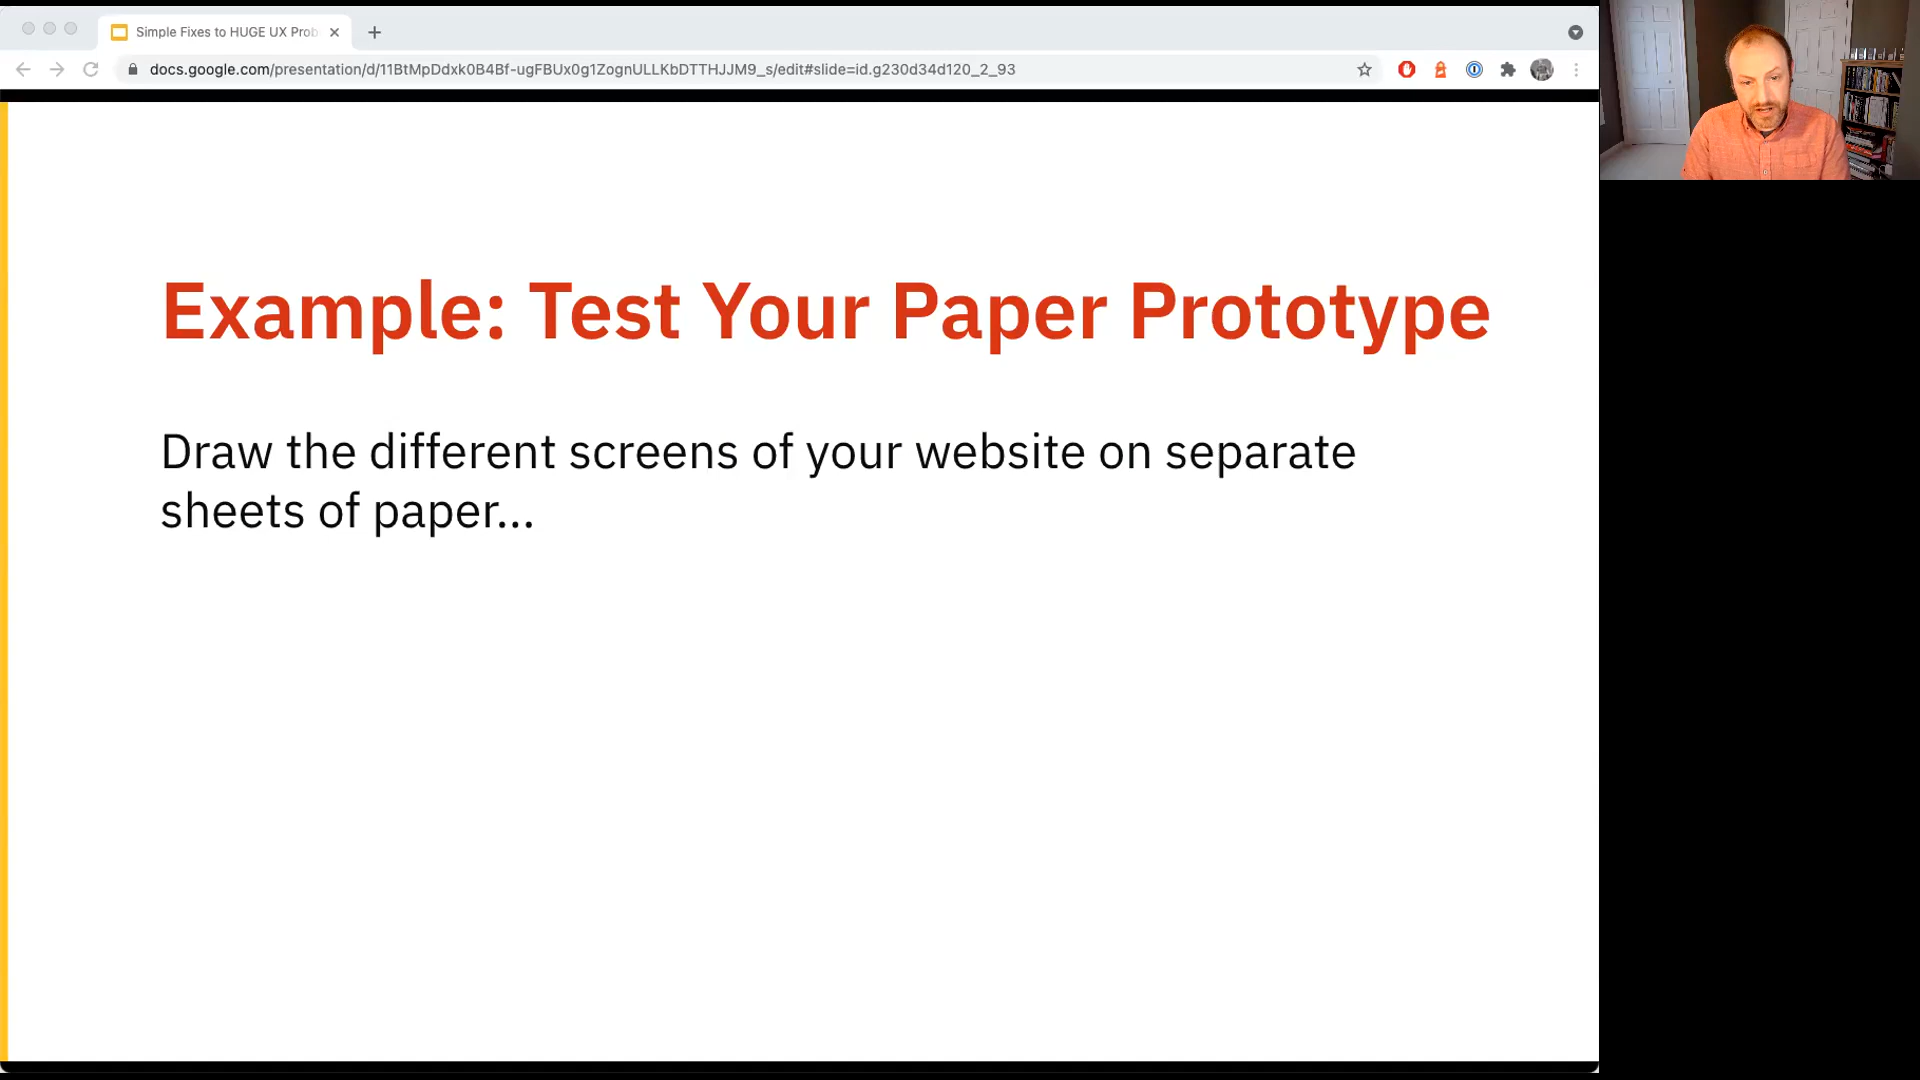 Simple Fixes to HUGE UX Prob
docs.google.com/presentation/d/11BtMpDdxk0B4Bf-ugFBUx0g1ZognULLKbDTTHJJM9_s/edit#slide=id.g230d34d120_2_93
Example: Test Your Paper Prototype
Draw the different screens of your website on separate
sheets of paper...